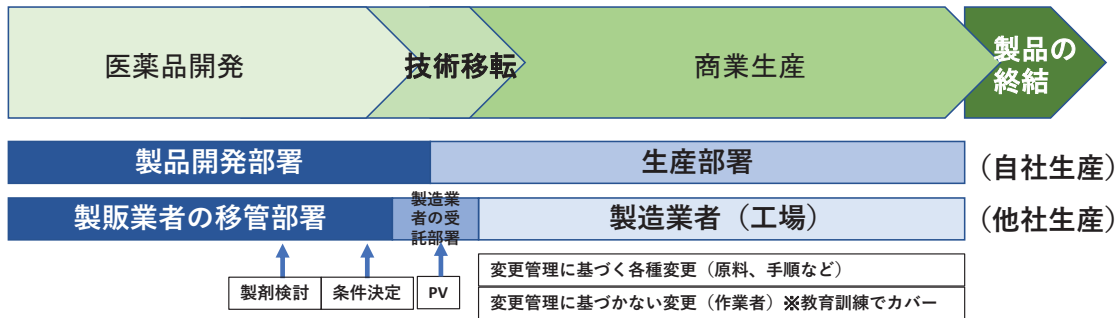 医薬品開発
技術移転
商業生産
製品の
終結
製品開発部署
生産部署
（自社生産）
製販業者の移管部署
製造業
者の受
託部署
製造業者（工場）
（他社生産）
製剤検討
条件決定
PV
変更管理に基づく各種変更（原料、手順など）
変更管理に基づかない変更（作業者）※教育訓練でカバー